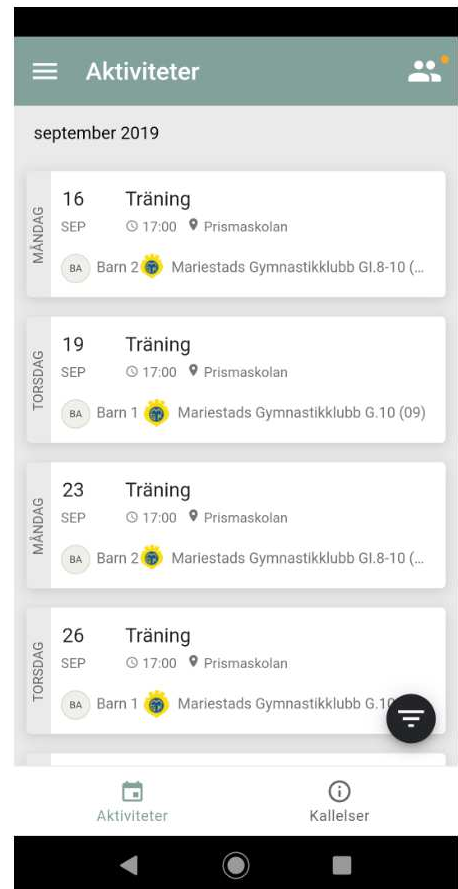 Aktiviteter
september 2019
MÅNDAG
16 Träning
SEP 17:00 Prismaskolan
BA Barn 2 Mariestads Gymnastikklubb GI.8-10 (...
TORSDAG
19 Träning
SEP 17:00 Prismaskolan
BA Barn 1 Mariestads Gymnastikklubb G.10 (09)
MÅNDAG
23 Träning
SEP 17:00 Prismaskolan
BA Barn 2 Mariestads Gymnastikklubb GI.8-10 (...
TORSDAG
26 Träning
SEP 17:00 Prismaskolan
BA Barn 1 Mariestads Gymnastikklubb G.10
Aktiviteter Kallelser